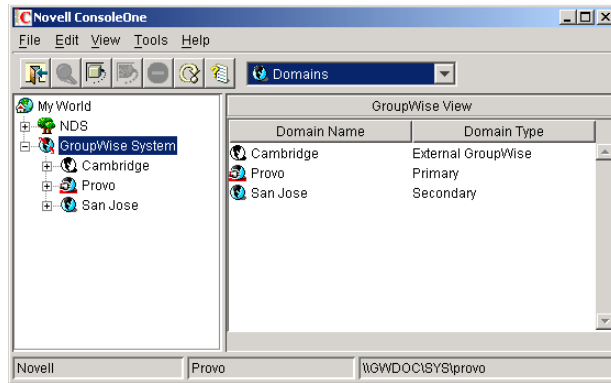 Novell ConsoleOne
File Edit View Tools Help
Domains
My World
NDS
GroupWise System
Cambridge
Provo
San Jose
GroupWise View
Domain Name Domain Type
Cambridge External GroupWise
Provo Primary
San Jose Secondary
Novell Provo \\GWDOC\SYS\provo